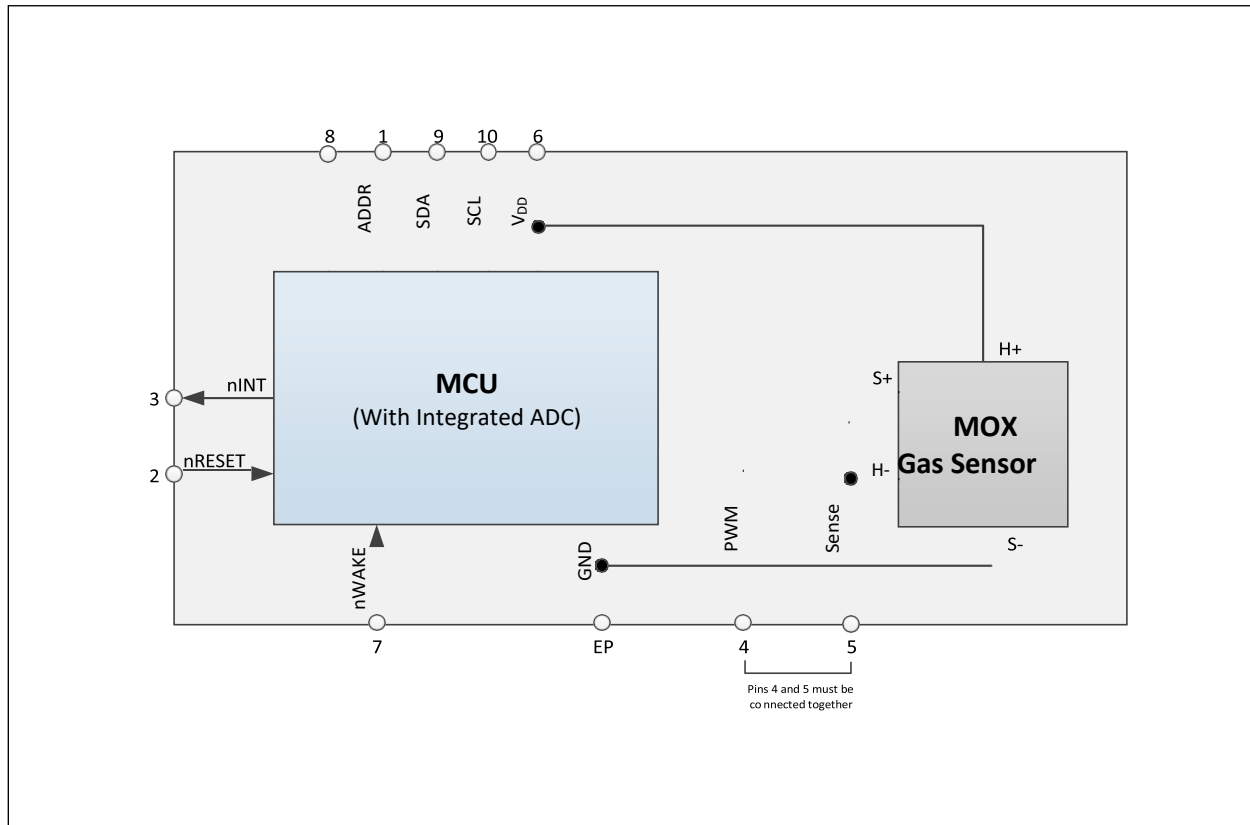 8 1 9 10 6
ADDR
SDA
SCL
VDD
H+
S+
MCU
(With Integrated ADC)
nINT
3
nRESET
2
MOX
Gas Sensor
H-
nWAKE
GND
PWM
Sense
S-
7
EP
4
5
Pins 4 and 5 must be
co nnected together